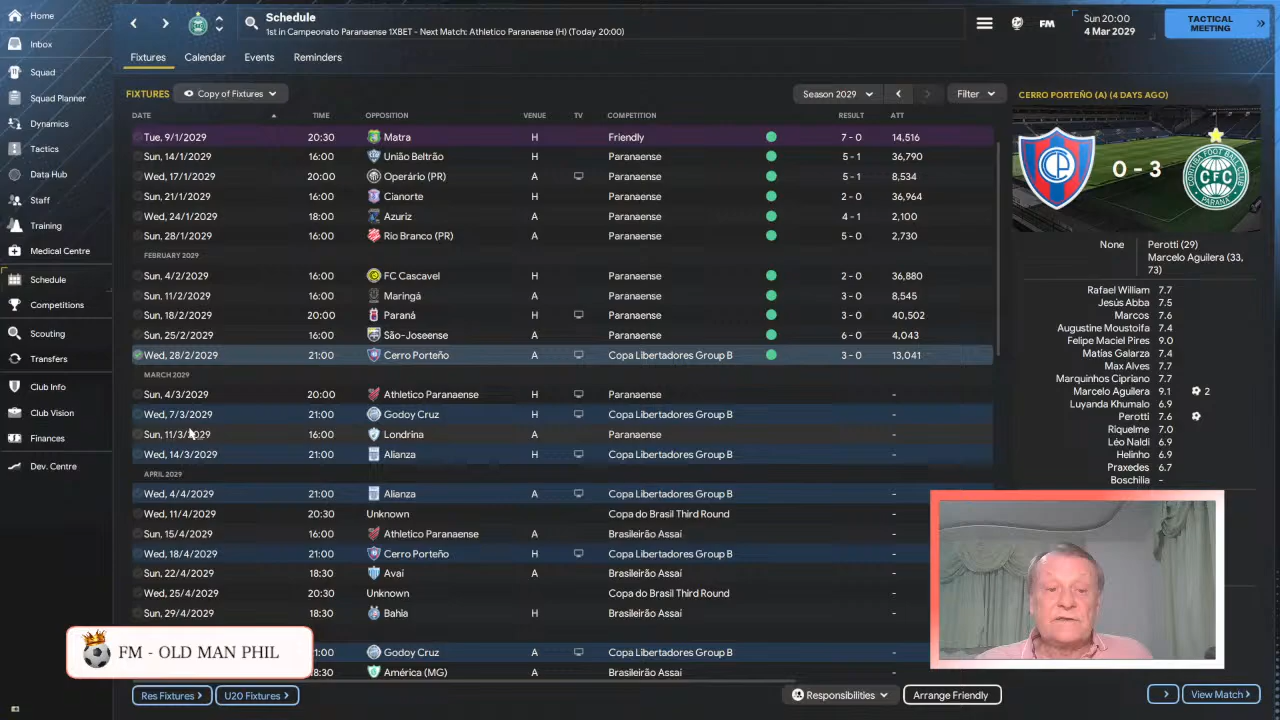 Home
Schedule
1st in Campeonato Paranaense 1XBET - Next Match: Athletico Paranaense (H) (Today 20:00)
FM
Sun 20:00
4 Mar 2029
TACTICAL MEETING
Inbox
Squad
Squad Planner
Dynamics
Tactics
Data Hub
Staff
Training
Medical Centre
Schedule
Competitions
Scouting
Transfers
Club Info
Club Vision
Finances
Dev. Centre
Fixtures Calendar Events Reminders
FIXTURES Copy of Fixtures Season 2029 Filter
DATE TIME OPPOSITION VENUE TV COMPETITION RESULT ATT
Tue, 9/1/2029 20:30 Matra H Friendly 7 - 0 14,516
Sun, 14/1/2029 16:00 União Beltrão H Paranaense 5 - 1 36,790
Wed, 17/1/2029 20:00 Operário (PR) A Paranaense 5 - 1 8,534
Sun, 21/1/2029 16:00 Cianorte H Paranaense 2 - 0 36,964
Wed, 24/1/2029 18:00 Azuriz A Paranaense 4 - 1 2,100
Sun, 28/1/2029 16:00 Rio Branco (PR) A Paranaense 5 - 0 2,730
FEBRUARY 2029
Sun, 4/2/2029 16:00 FC Cascavel H Paranaense 2 - 0 36,880
Sun, 11/2/2029 16:00 Maringá A Paranaense 3 - 0 8,545
Sun, 18/2/2029 16:00 Paraná H Paranaense 3 - 0 40,502
Sun, 25/2/2029 16:00 São-Joseense A Paranaense 6 - 0 4,043
Wed, 28/2/2029 21:00 Cerro Porteño A Copa Libertadores Group B 3 - 0 13,041
MARCH 2029
Sun, 4/3/2029 20:00 Athletico Paranaense H Paranaense -
Wed, 7/3/2029 21:00 Godoy Cruz H Copa Libertadores Group B -
Sun, 11/3/2029 16:00 Londrina A Paranaense -
Wed, 14/3/2029 21:00 Alianza H Copa Libertadores Group B -
APRIL 2029
Wed, 4/4/2029 21:00 Alianza A Copa Libertadores Group B -
Wed, 11/4/2029 20:30 Unknown Copa do Brasil Third Round -
Sun, 15/4/2029 16:00 Athletico Paranaense A Brasileirão Assaí -
Wed, 18/4/2029 21:00 Cerro Porteño H Copa Libertadores Group B -
Sun, 22/4/2029 18:30 Avaí A Brasileirão Assaí -
Wed, 25/4/2029 20:30 Unknown Copa do Brasil Third Round -
Sun, 29/4/2029 18:30 Bahia H Brasileirão Assaí -
1:00 Godoy Cruz A Copa Libertadores Group B -
8:30 América (MG) A Brasileirão Assaí -
CERRO PORTEÑO (A) (4 DAYS AGO)
0 - 3
CFC
PARANÁ
None
Perotti (29)
Marcelo Aguilera (33,
73)
Rafael William 7.7
Jesús Abba 7.5
Marcos 7.6
Augustine Moustoifa 7.4
Felipe Maciel Pires 9.0
Matías Galarza 7.4
Max Alves 7.7
Marquinhos Cipriano 7.7
Marcelo Aguilera 9.1 2
Luyanda Khumalo 6.9
Perotti 7.6
Riquelme 7.0
Léo Naldi 6.9
Helinho 6.9
Praxedes 6.7
Boschilia -
FM - OLD MAN PHIL
Res Fixtures U20 Fixtures Responsibilities Arrange Friendly View Match